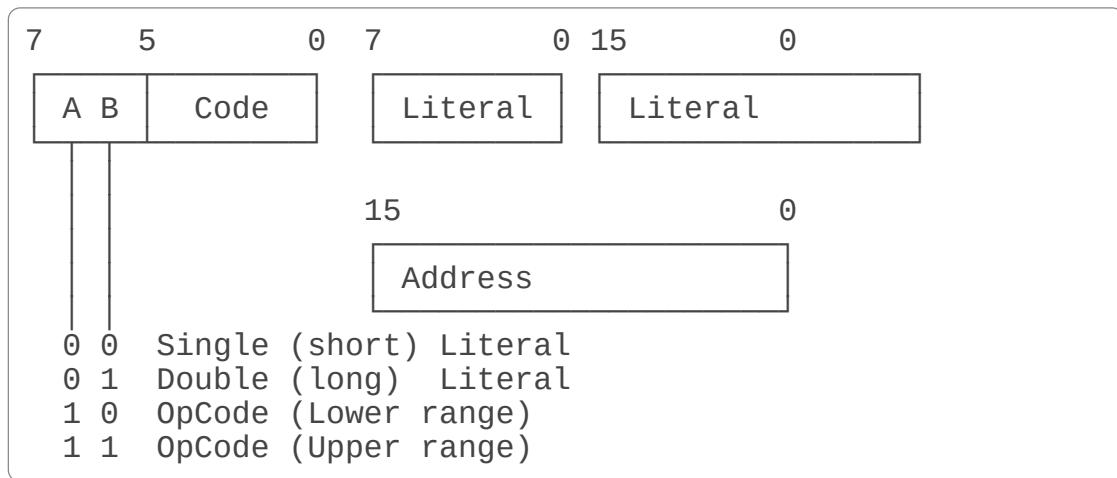 7 5 0 7 0 15 0
A B Code Literal Literal
15 0
Address
0 0 Single (short) Literal
0 1 Double (long) Literal
1 0 OpCode (Lower range)
1 1 OpCode (Upper range)